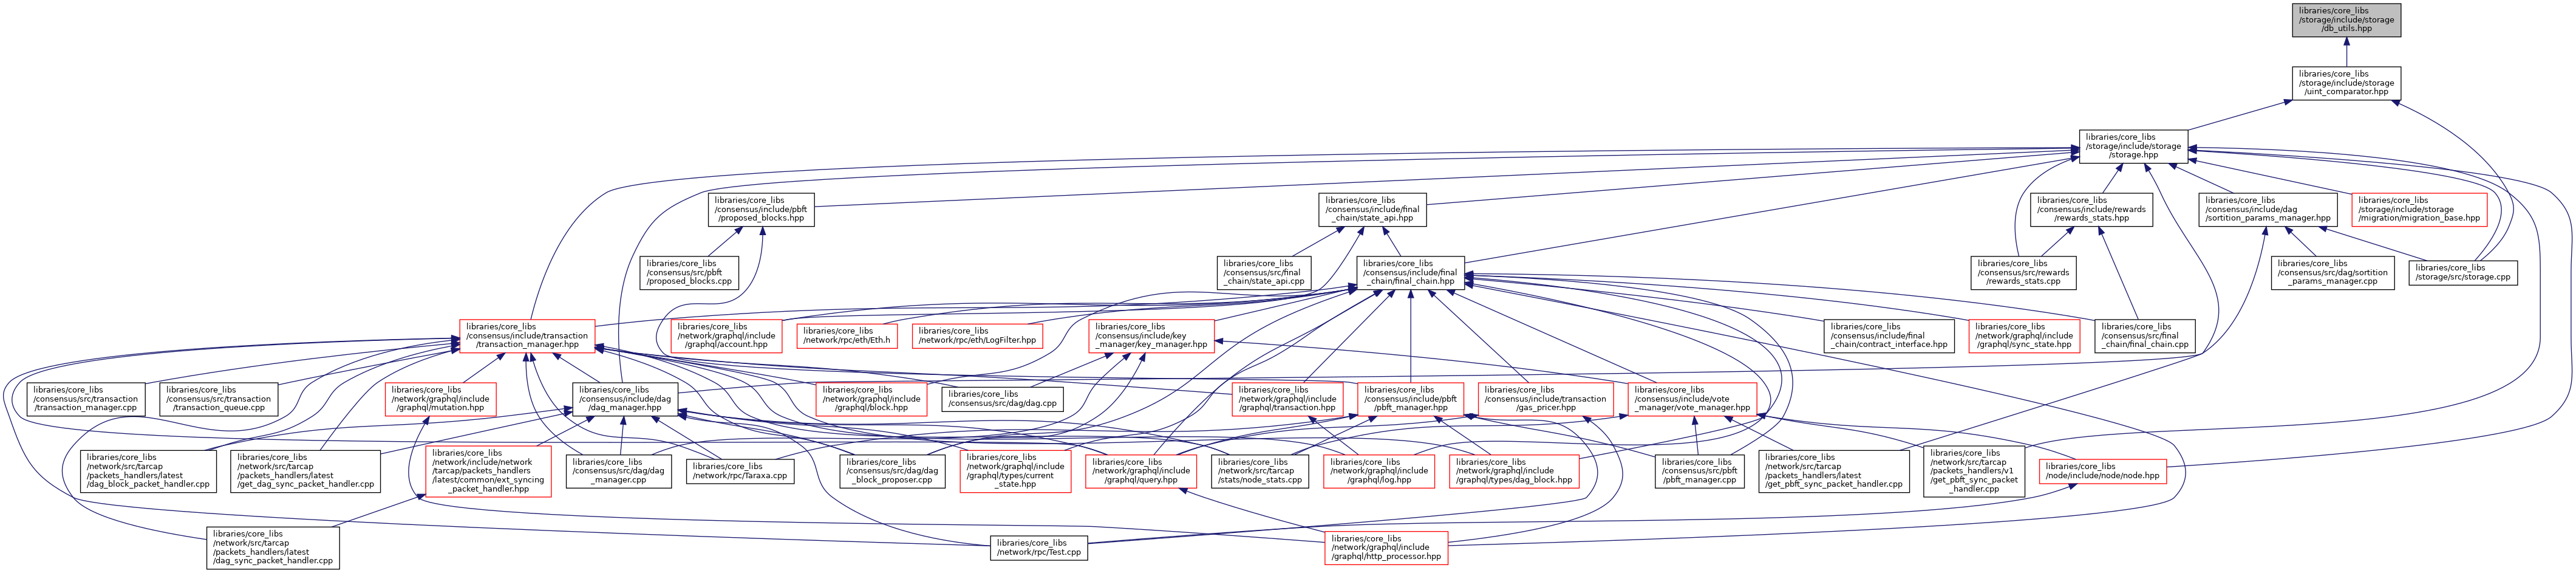 libraries/core_libs
/storage/include/storage
/db_utils.hpp
libraries/core_libs
/storage/include/storage
/uint_comparator.hpp
libraries/core_libs
/storage/include/storage
/storage.hpp
libraries/core_libs
/consensus/include/pbft
/proposed_blocks.hpp
libraries/core_libs
/consensus/include/final
_chain/state_api.hpp
libraries/core_libs
/consensus/include/rewards
/rewards_stats.hpp
libraries/core_libs
/consensus/include/dag
/sortition_params_manager.hpp
libraries/core_libs
/storage/include/storage
/migration/migration_base.hpp
libraries/core_libs
/consensus/src/pbft
/proposed_blocks.cpp
libraries/core_libs
/consensus/src/final
_chain/state_api.cpp
libraries/core_libs
/consensus/include/final
_chain/final_chain.hpp
libraries/core_libs
/consensus/src/rewards
/rewards_stats.cpp
libraries/core_libs
/consensus/src/dag/sortition
_params_manager.cpp
libraries/core_libs
/storage/src/storage.cpp
libraries/core_libs
/consensus/include/transaction
/transaction_manager.hpp
libraries/core_libs
/network/graphql/include
/graphql/account.hpp
libraries/core_libs
/network/rpc/eth/Eth.h
libraries/core_libs
/network/rpc/eth/LogFilter.hpp
libraries/core_libs
/consensus/include/key
_manager/key_manager.hpp
libraries/core_libs
/consensus/include/final
_chain/contract_interface.hpp
libraries/core_libs
/network/graphql/include
/graphql/sync_state.hpp
libraries/core_libs
/consensus/src/final
_chain/final_chain.cpp
libraries/core_libs
/consensus/src/transaction
/transaction_manager.cpp
libraries/core_libs
/consensus/src/transaction
/transaction_queue.cpp
libraries/core_libs
/network/graphql/include
/graphql/mutation.hpp
libraries/core_libs
/consensus/include/dag
/dag_manager.hpp
libraries/core_libs
/network/graphql/include
/graphql/block.hpp
libraries/core_libs
/consensus/src/dag/dag.cpp
libraries/core_libs
/network/graphql/include
/graphql/transaction.hpp
libraries/core_libs
/consensus/include/pbft
/pbft_manager.hpp
libraries/core_libs
/consensus/include/transaction
/gas_pricer.hpp
libraries/core_libs
/consensus/include/vote
_manager/vote_manager.hpp
libraries/core_libs
/network/src/tarcap
/packets_handlers/latest
/dag_block_packet_handler.cpp
libraries/core_libs
/network/src/tarcap
/packets_handlers/latest
/get_dag_sync_packet_handler.cpp
libraries/core_libs
/network/include/network
/tarcap/packets_handlers
/latest/common/ext_syncing
_packet_handler.hpp
libraries/core_libs
/consensus/src/dag/dag
_manager.cpp
libraries/core_libs
/network/rpc/Taraxa.cpp
libraries/core_libs
/consensus/src/dag/dag
_block_proposer.cpp
libraries/core_libs
/network/graphql/include
/graphql/types/current
_state.hpp
libraries/core_libs
/network/graphql/include
/graphql/query.hpp
libraries/core_libs
/network/src/tarcap
/stats/node_stats.cpp
libraries/core_libs
/network/graphql/include
/graphql/log.hpp
libraries/core_libs
/network/graphql/include
/graphql/types/dag_block.hpp
libraries/core_libs
/consensus/src/pbft
/pbft_manager.cpp
libraries/core_libs
/network/src/tarcap
/packets_handlers/latest
/get_pbft_sync_packet_handler.cpp
libraries/core_libs
/network/src/tarcap
/packets_handlers/v1
/get_pbft_sync_packet
_handler.cpp
libraries/core_libs
/node/include/node/node.hpp
libraries/core_libs
/network/src/tarcap
/packets_handlers/latest
/dag_sync_packet_handler.cpp
libraries/core_libs
/network/rpc/Test.cpp
libraries/core_libs
/network/graphql/include
/graphql/http_processor.hpp